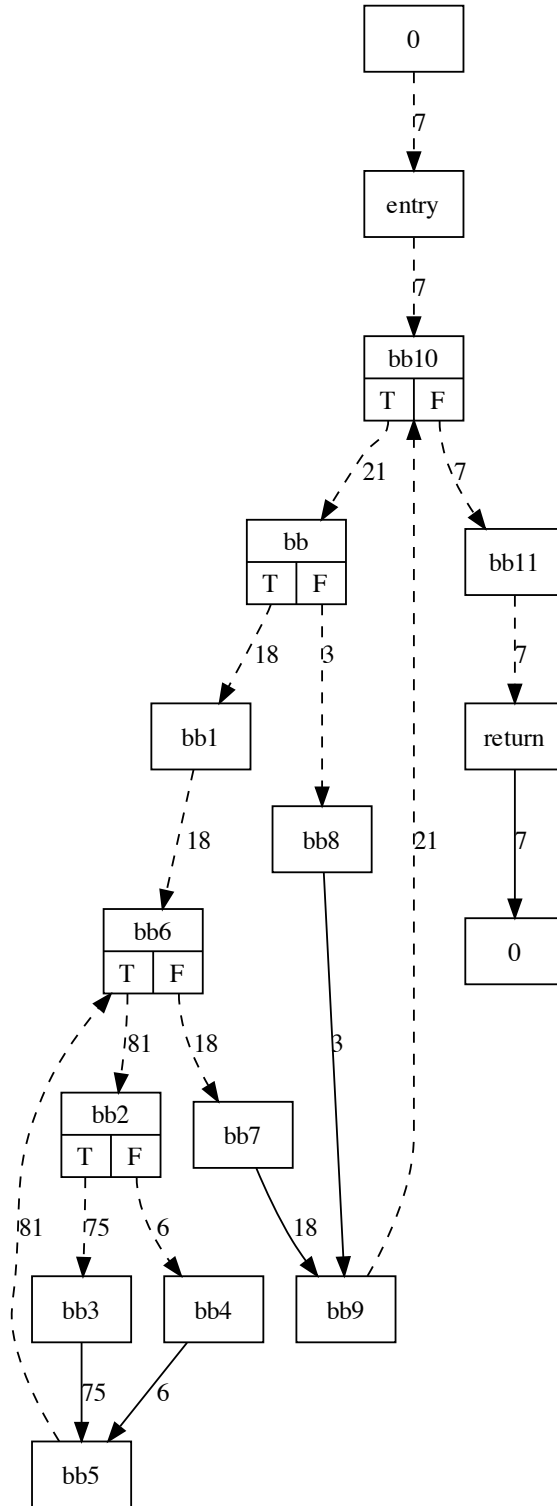 0
7
entry
7
bb10
T F
21 7
bb
T F
bb11
18 3 7
bb1
return
bb8
18 21 7
bb6
T F
0
81 18 3
bb2
T F
bb7
81 75 6 18
bb3 bb4 bb9
75 6
bb5